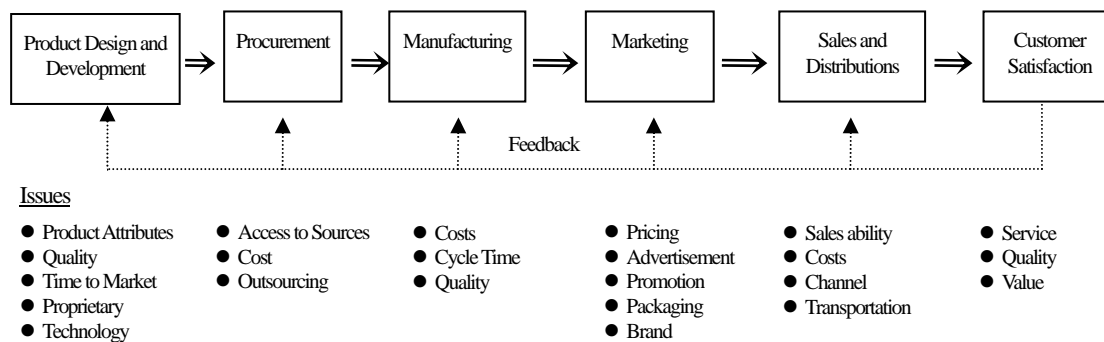 Product Design and
Development
Procurement
Manufacturing
Marketing
Sales and
Distributions
Customer
Satisfaction
Feedback
Issues
● Product Attributes
● Quality
● Time to Market
● Proprietary
● Technology
● Access to Sources
● Cost
● Outsourcing
● Costs
● Cycle Time
● Quality
● Pricing
● Advertisement
● Promotion
● Packaging
● Brand
● Sales ability
● Costs
● Channel
● Transportation
● Service
● Quality
● Value